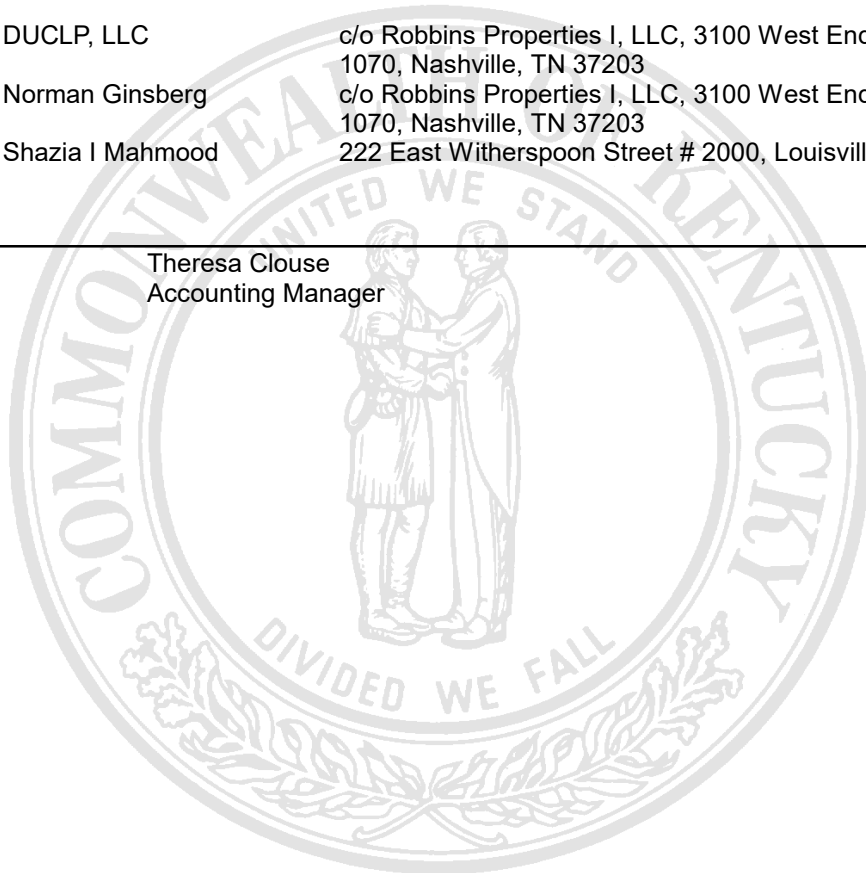 DUCLP, LLC c/o Robbins Properties I, LLC, 3100 West End
1070, Nashville, TN 37203
Norman Ginsberg c/o Robbins Properties I, LLC, 3100 West End
1070, Nashville, TN 37203
Shazia I Mahmood 222 East Witherspoon Street # 2000, Louisvill
Theresa Clouse
Accounting Manager
COMMONWEALTH OF KENTUCKY
UNITED WE STAND
DIVIDED WE FALL